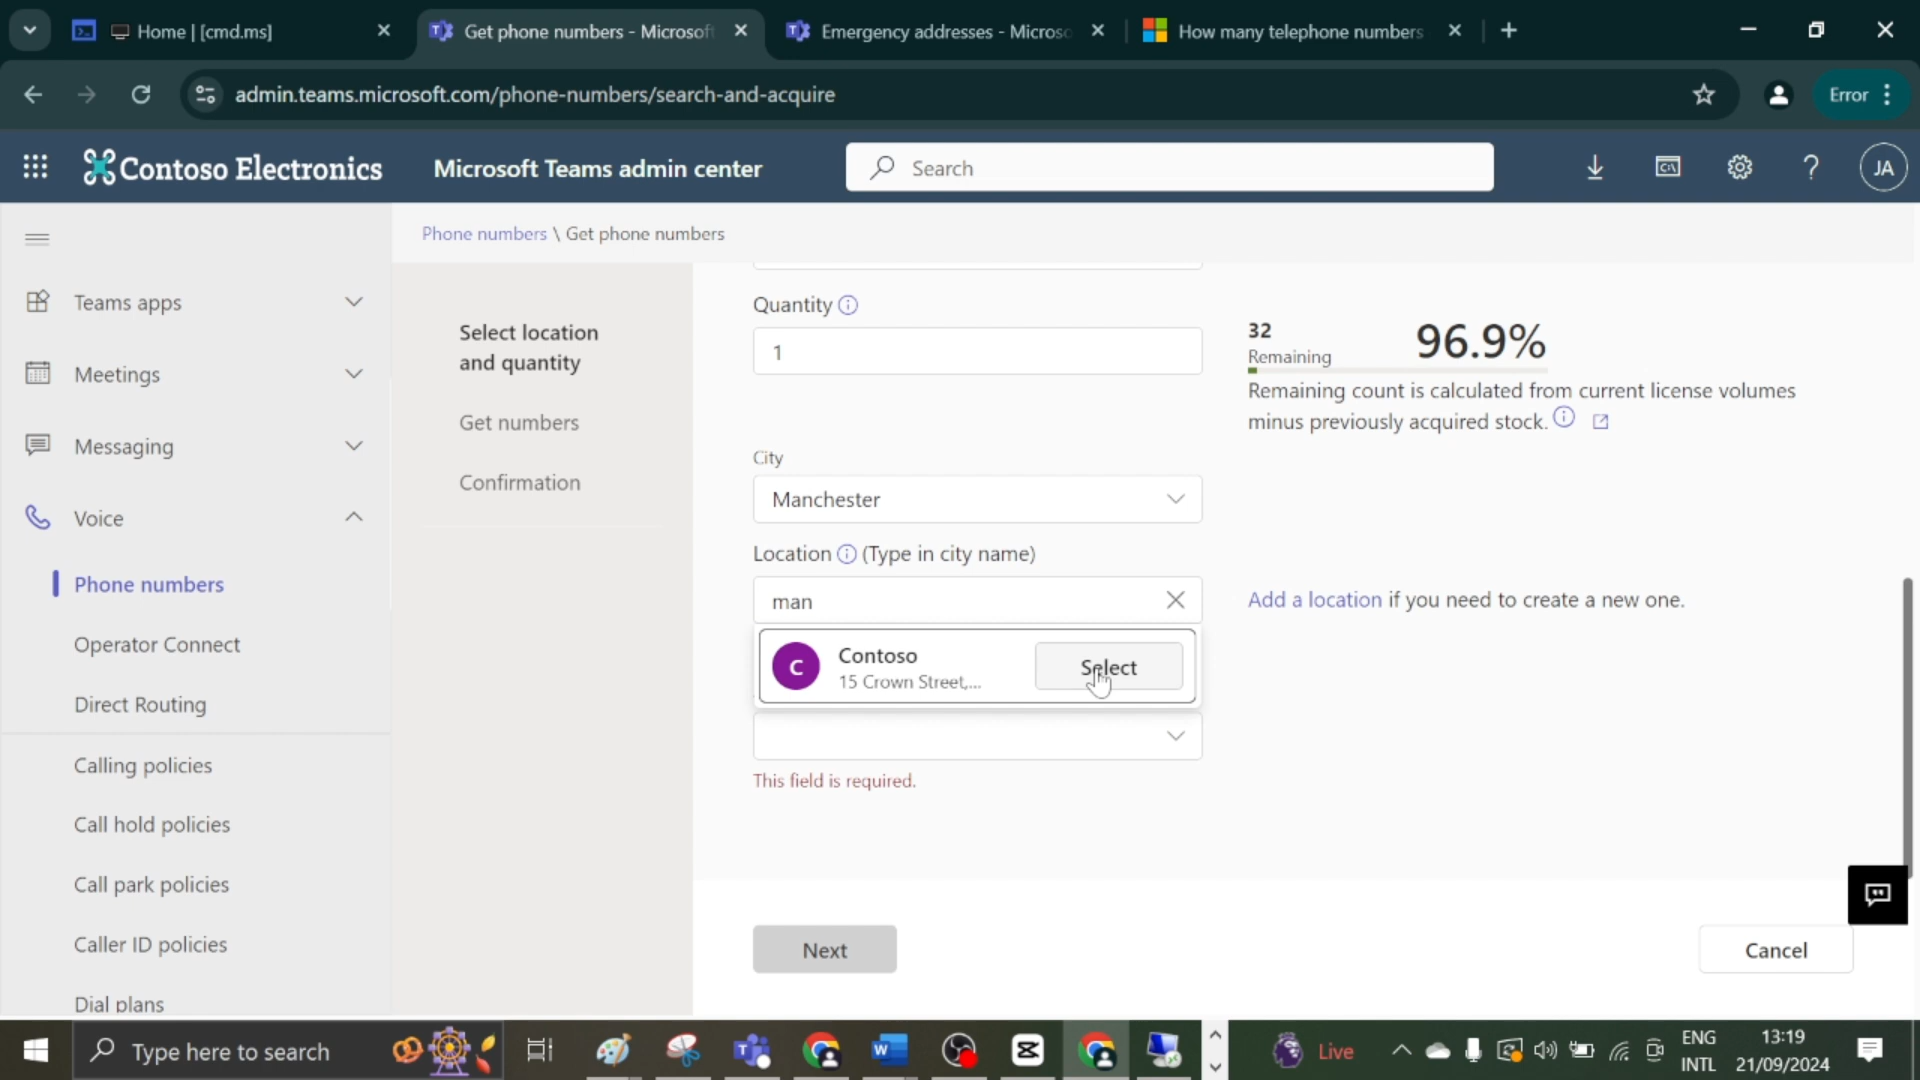 Home | [cmd.ms]
Get phone numbers - Microsoft
Emergency addresses - Microso
How many telephone numbers
admin.teams.microsoft.com/phone-numbers/search-and-acquire
Error
Contoso Electronics
Microsoft Teams admin center
Search
JA
Phone numbers \ Get phone numbers
Teams apps
Meetings
Messaging
Voice
Phone numbers
Operator Connect
Direct Routing
Calling policies
Call hold policies
Call park policies
Caller ID policies
Dial plans
Select location
and quantity
Get numbers
Confirmation
Quantity
1
32
Remaining
96.9%
Remaining count is calculated from current license volumes
minus previously acquired stock.
City
Manchester
Location (Type in city name)
man
Add a location if you need to create a new one.
C
Contoso
15 Crown Street,...
Select
This field is required.
Next
Cancel
Type here to search
Live
ENG
INTL
13:19
21/09/2024